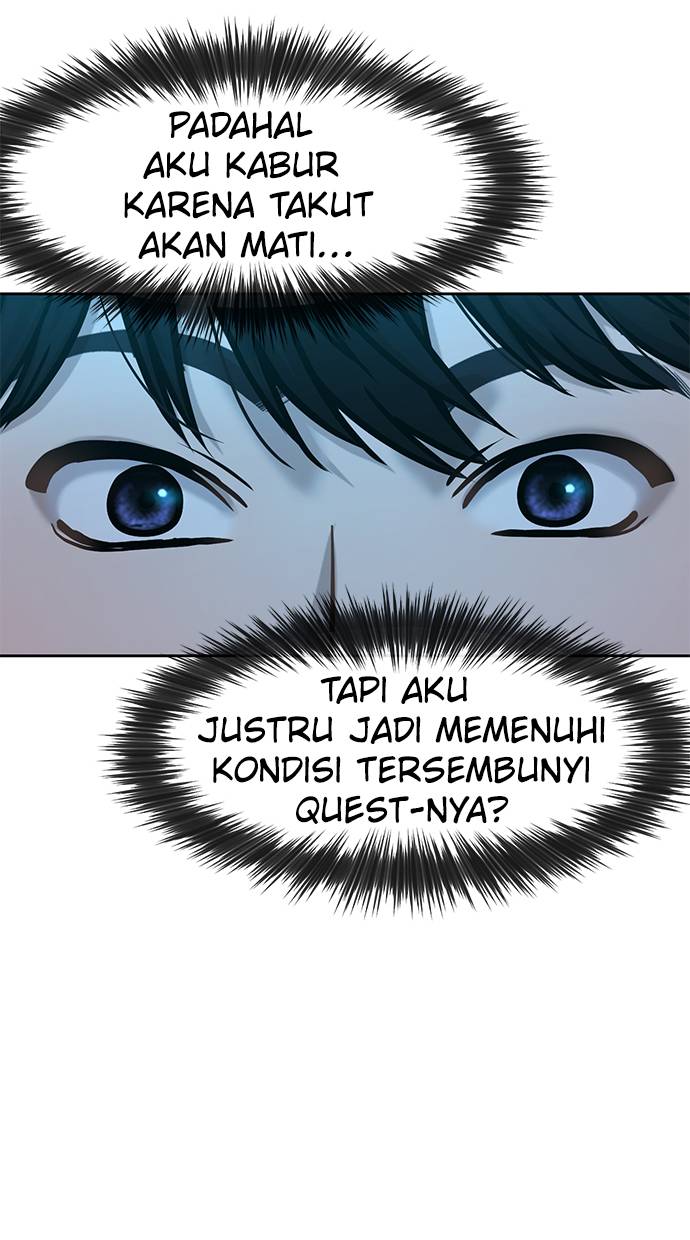 PADAHAL
AKU KABUR
KARENA TAKUT
AKAN MATI...
TAPI AKU
JUSTRU JADI MEMENUHI
KONDISI TERSEMBUNYI
QUEST-NYA?